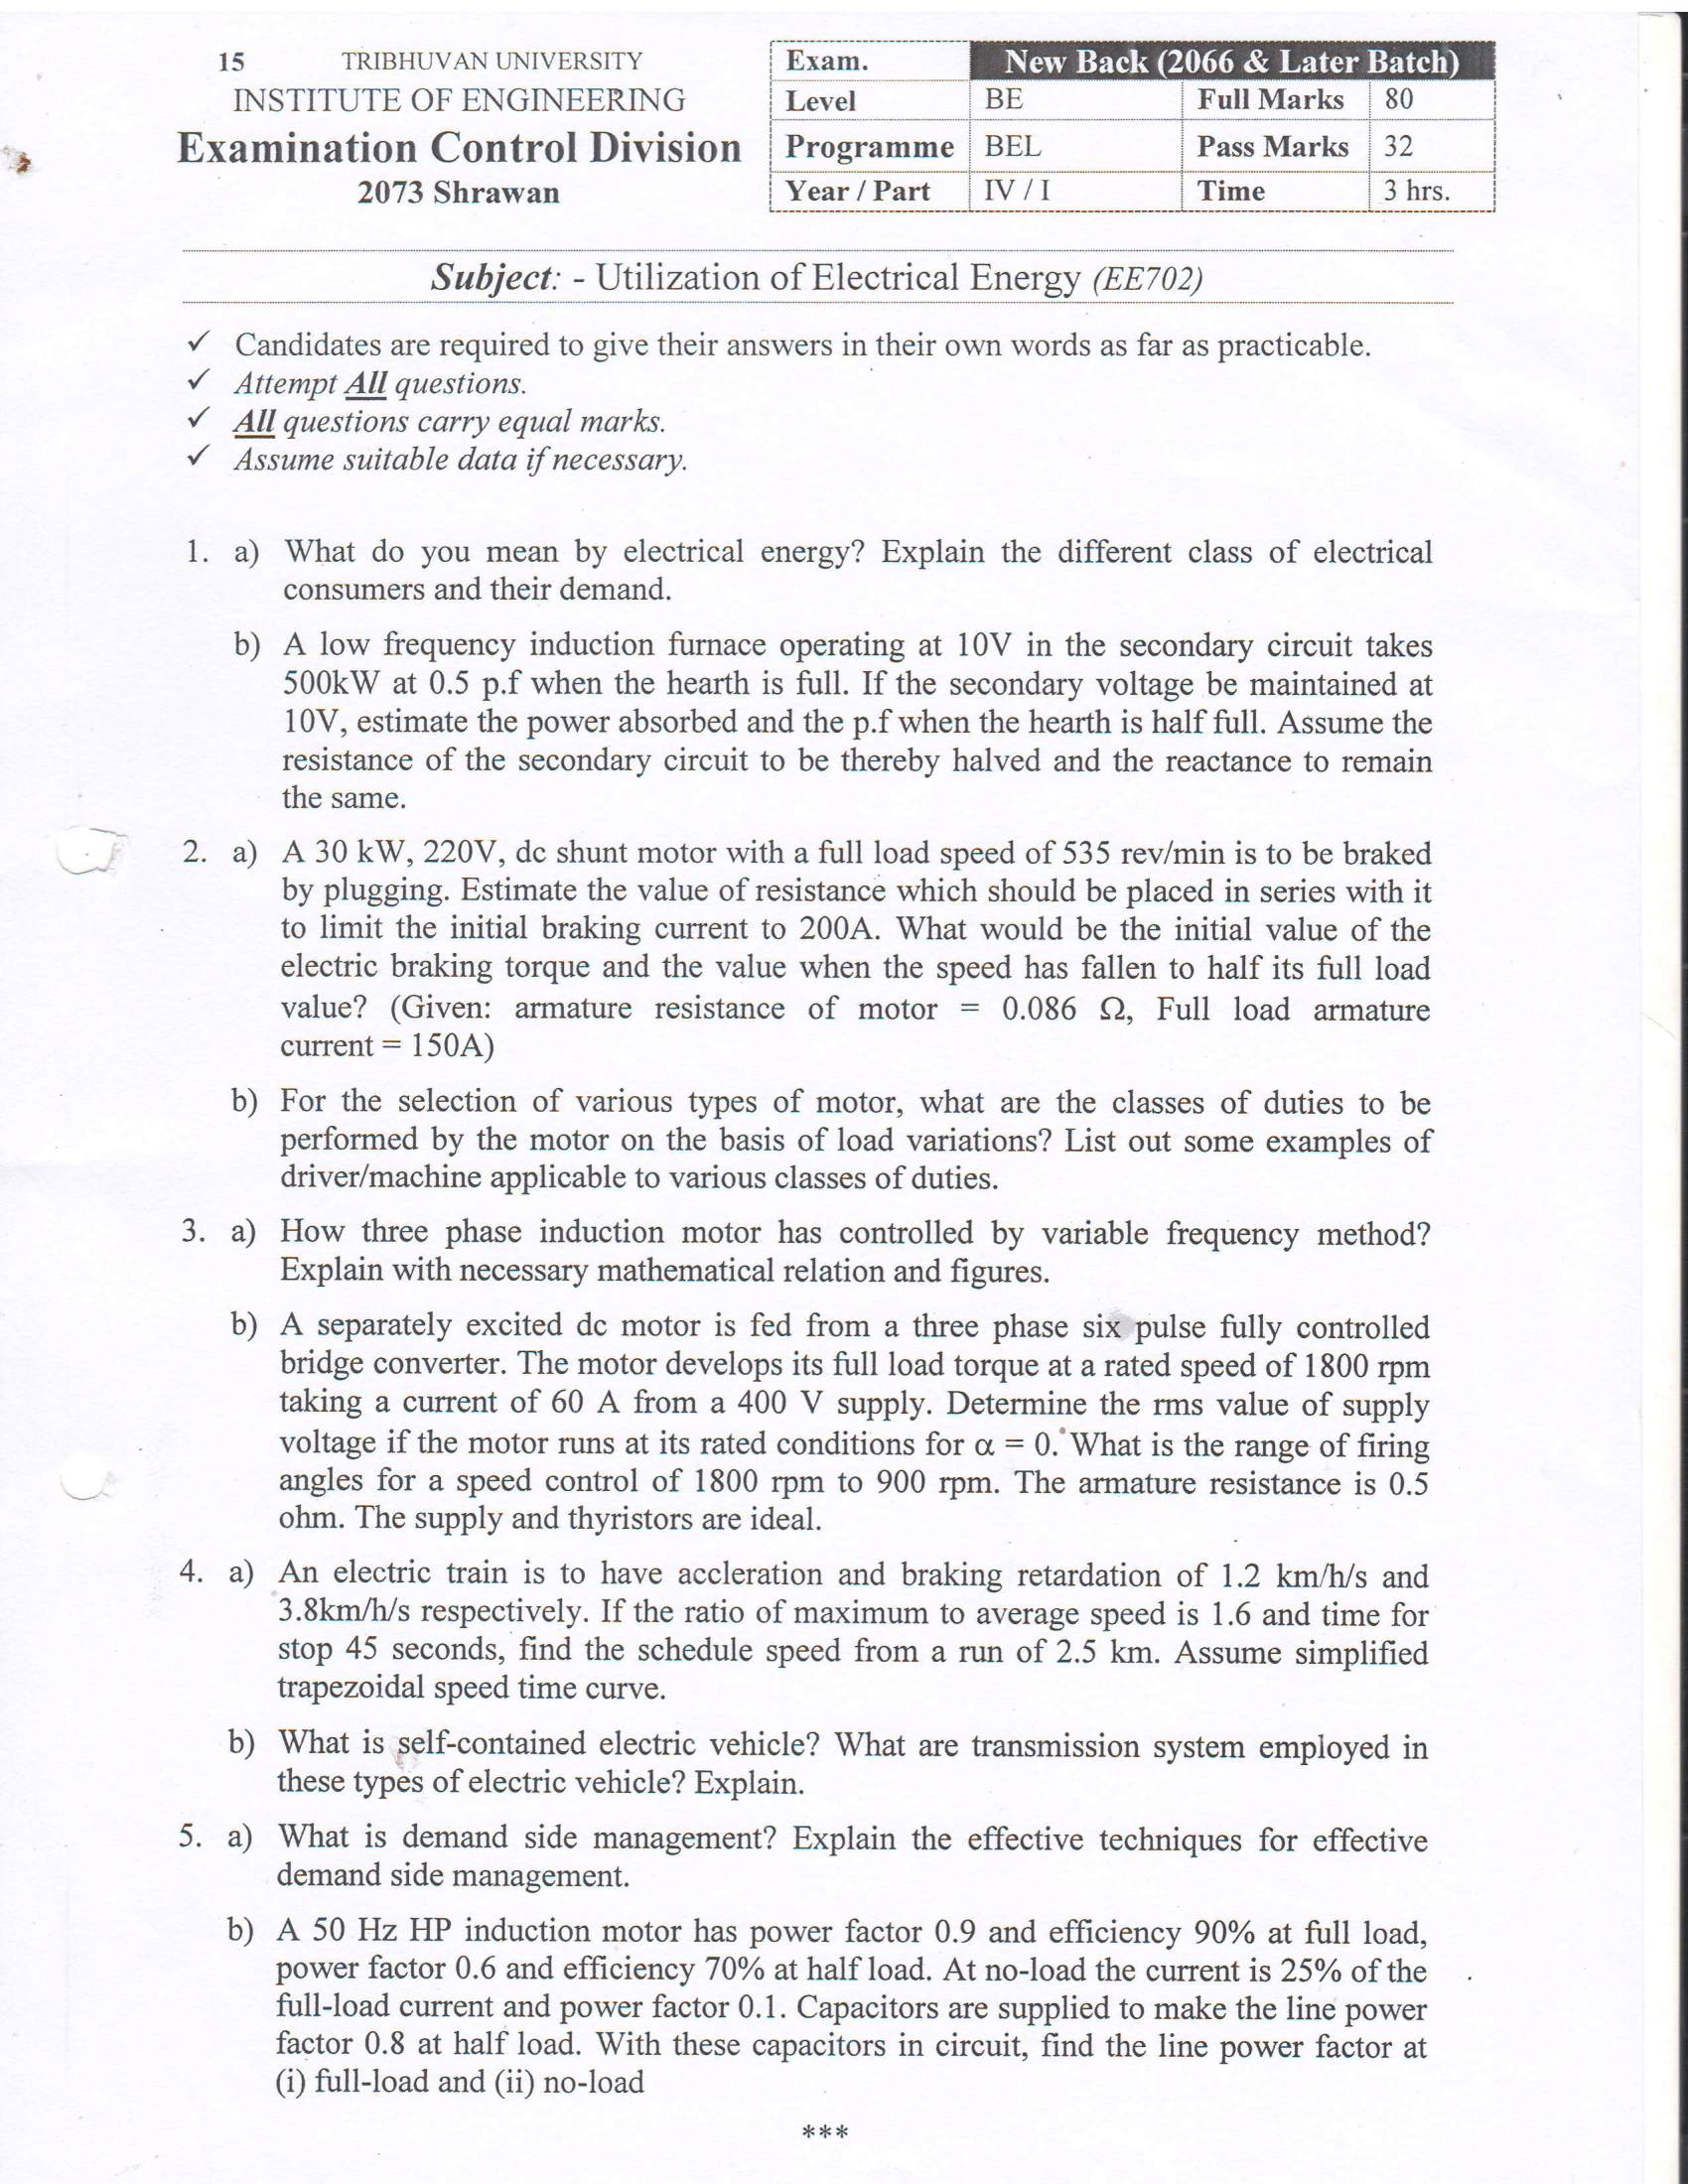 15 TRIBHUVAN UNIVERSITY
INSTITUTE OF ENGINEERING
Examination Control Division
2073 Shrawan
Exam. New Back (2066 & Later Batch)
Level BE Full Marks 80
Programme BEL Pass Marks 32
Year / Part IV / I Time 3 hrs.
Subject: - Utilization of Electrical Energy (EE702)
✓ Candidates are required to give their answers in their own words as far as practicable.
✓ Attempt All questions.
✓ All questions carry equal marks.
✓ Assume suitable data if necessary.
1. a) What do you mean by electrical energy? Explain the different class of electrical
consumers and their demand.
b) A low frequency induction furnace operating at 10V in the secondary circuit takes
500kW at 0.5 p.f when the hearth is full. If the secondary voltage be maintained at
10V, estimate the power absorbed and the p.f when the hearth is half full. Assume the
resistance of the secondary circuit to be thereby halved and the reactance to remain
the same.
2. a) A 30 kW, 220V, dc shunt motor with a full load speed of 535 rev/min is to be braked
by plugging. Estimate the value of resistance which should be placed in series with it
to limit the initial braking current to 200A. What would be the initial value of the
electric braking torque and the value when the speed has fallen to half its full load
value? (Given: armature resistance of motor = 0.086 Ω, Full load armature
current = 150A)
b) For the selection of various types of motor, what are the classes of duties to be
performed by the motor on the basis of load variations? List out some examples of
driver/machine applicable to various classes of duties.
3. a) How three phase induction motor has controlled by variable frequency method?
Explain with necessary mathematical relation and figures.
b) A separately excited dc motor is fed from a three phase six pulse fully controlled
bridge converter. The motor develops its full load torque at a rated speed of 1800 rpm
taking a current of 60 A from a 400 V supply. Determine the rms value of supply
voltage if the motor runs at its rated conditions for α = 0. What is the range of firing
angles for a speed control of 1800 rpm to 900 rpm. The armature resistance is 0.5
ohm. The supply and thyristors are ideal.
4. a) An electric train is to have accleration and braking retardation of 1.2 km/h/s and
3.8km/h/s respectively. If the ratio of maximum to average speed is 1.6 and time for
stop 45 seconds, find the schedule speed from a run of 2.5 km. Assume simplified
trapezoidal speed time curve.
b) What is self-contained electric vehicle? What are transmission system employed in
these types of electric vehicle? Explain.
5. a) What is demand side management? Explain the effective techniques for effective
demand side management.
b) A 50 Hz HP induction motor has power factor 0.9 and efficiency 90% at full load,
power factor 0.6 and efficiency 70% at half load. At no-load the current is 25% of the
full-load current and power factor 0.1. Capacitors are supplied to make the line power
factor 0.8 at half load. With these capacitors in circuit, find the line power factor at
(i) full-load and (ii) no-load
***